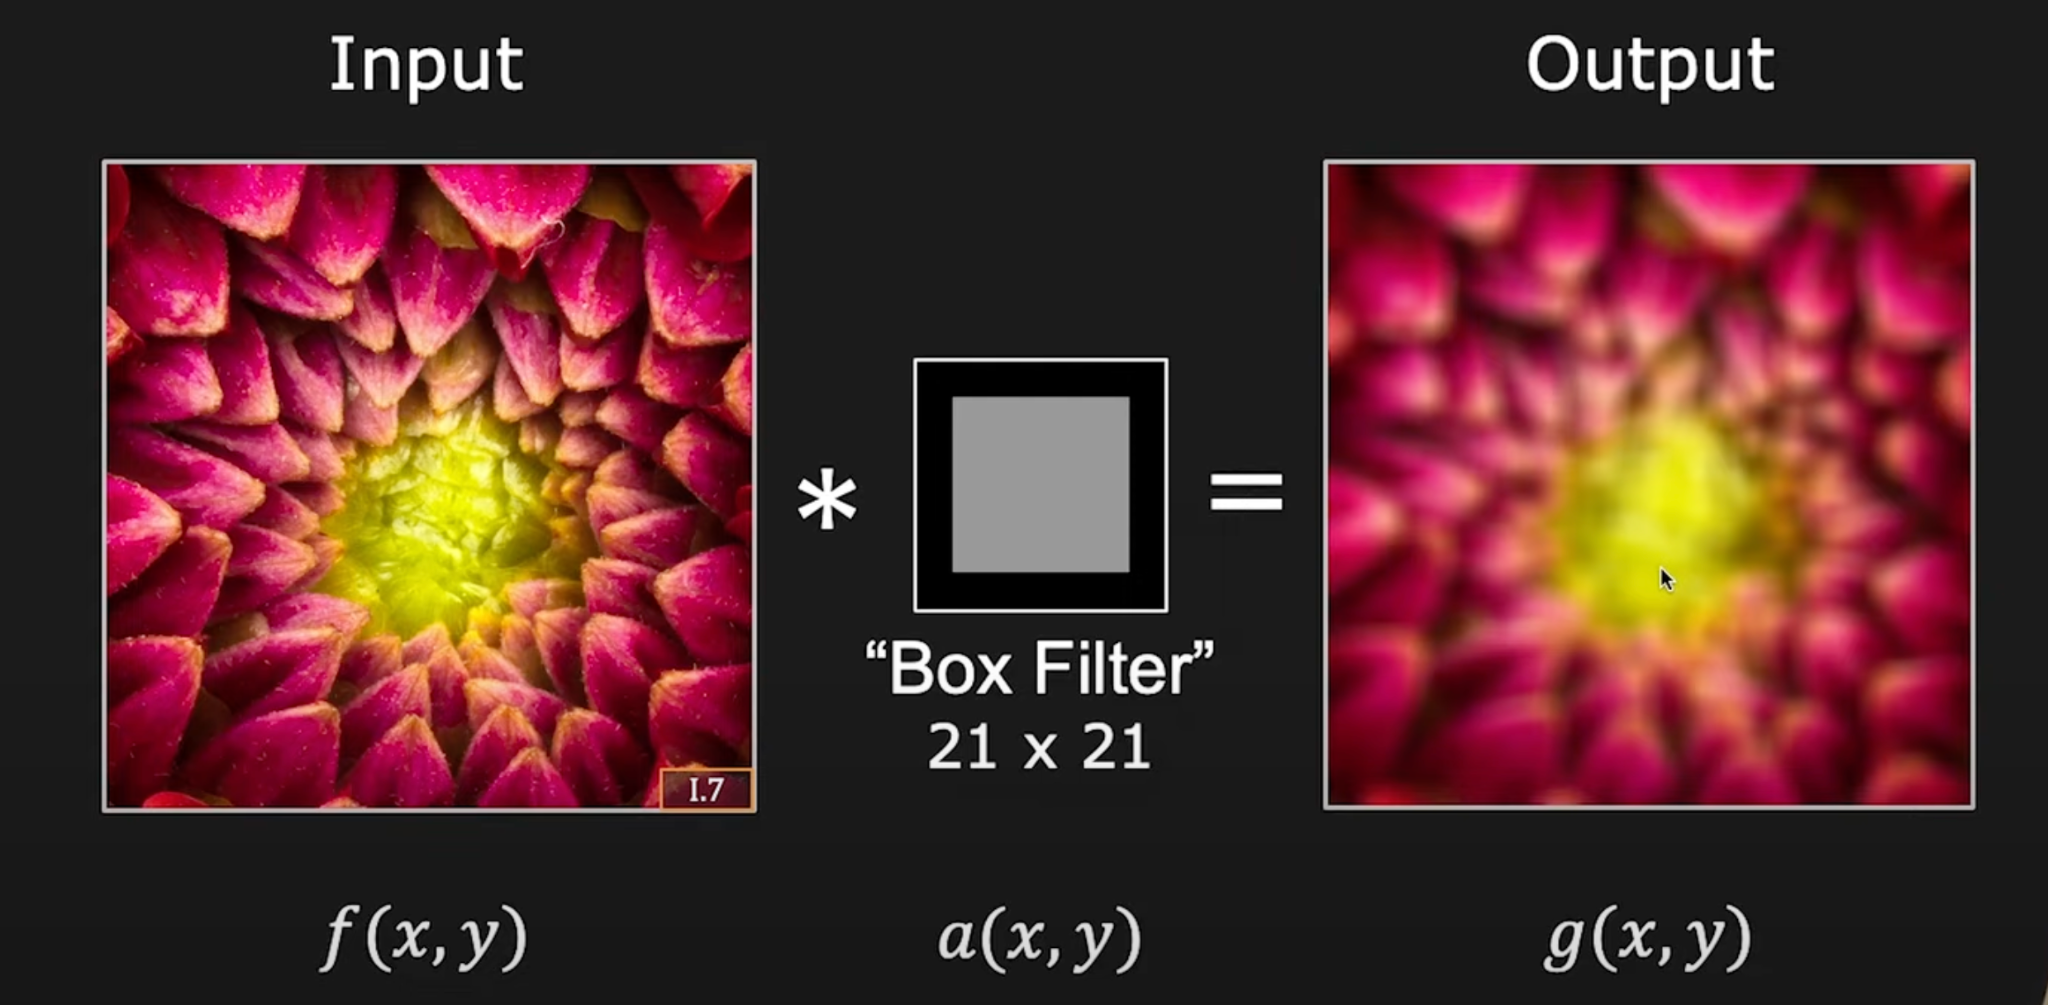 Input
Output
I.7
*
=
“Box Filter”
21 x 21
f(x, y)
a(x, y)
g(x, y)